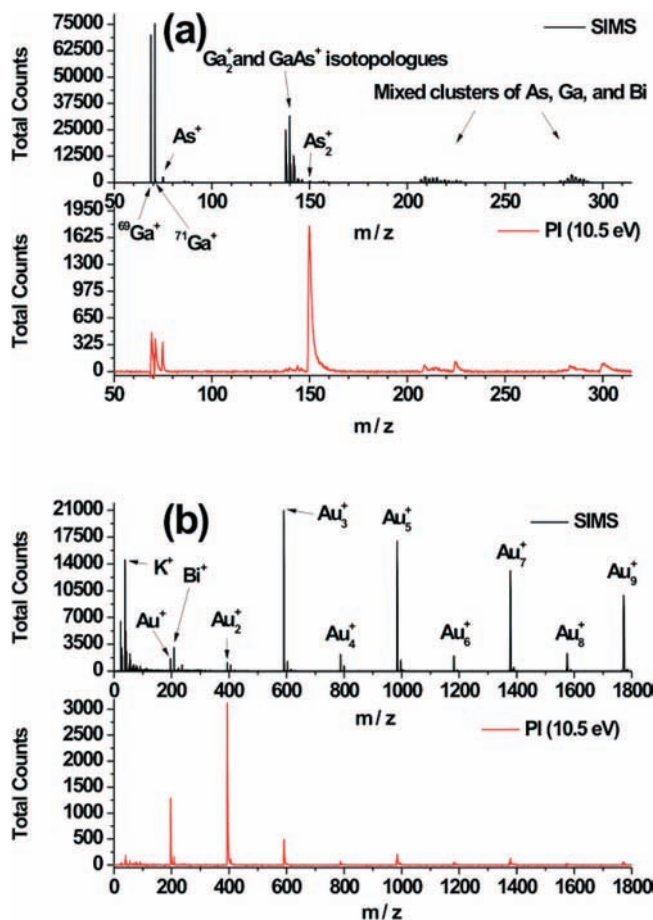 (a)
SIMS
Total Counts
75000
62500
50000
37500
25000
12500
0
Ga₂⁺ and GaAs⁺ isotopologues
As⁺
As₂⁺
Mixed clusters of As, Ga, and Bi
50 100 150 200 250 300
m / z
⁶⁹Ga⁺
⁷¹Ga⁺
PI (10.5 eV)
Total Counts
1950
1625
1300
975
650
325
0
50 100 150 200 250 300
m / z
(b)
SIMS
Total Counts
21000
17500
14000
10500
7000
3500
0
K⁺
Au⁺
Bi⁺
Au₂⁺
Au₃⁺
Au₄⁺
Au₅⁺
Au₆⁺
Au₇⁺
Au₈⁺
Au₉⁺
0 200 400 600 800 1000 1200 1400 1600 1800
m / z
PI (10.5 eV)
Total Counts
3000
2500
2000
1500
1000
500
0
0 200 400 600 800 1000 1200 1400 1600 1800
m/z